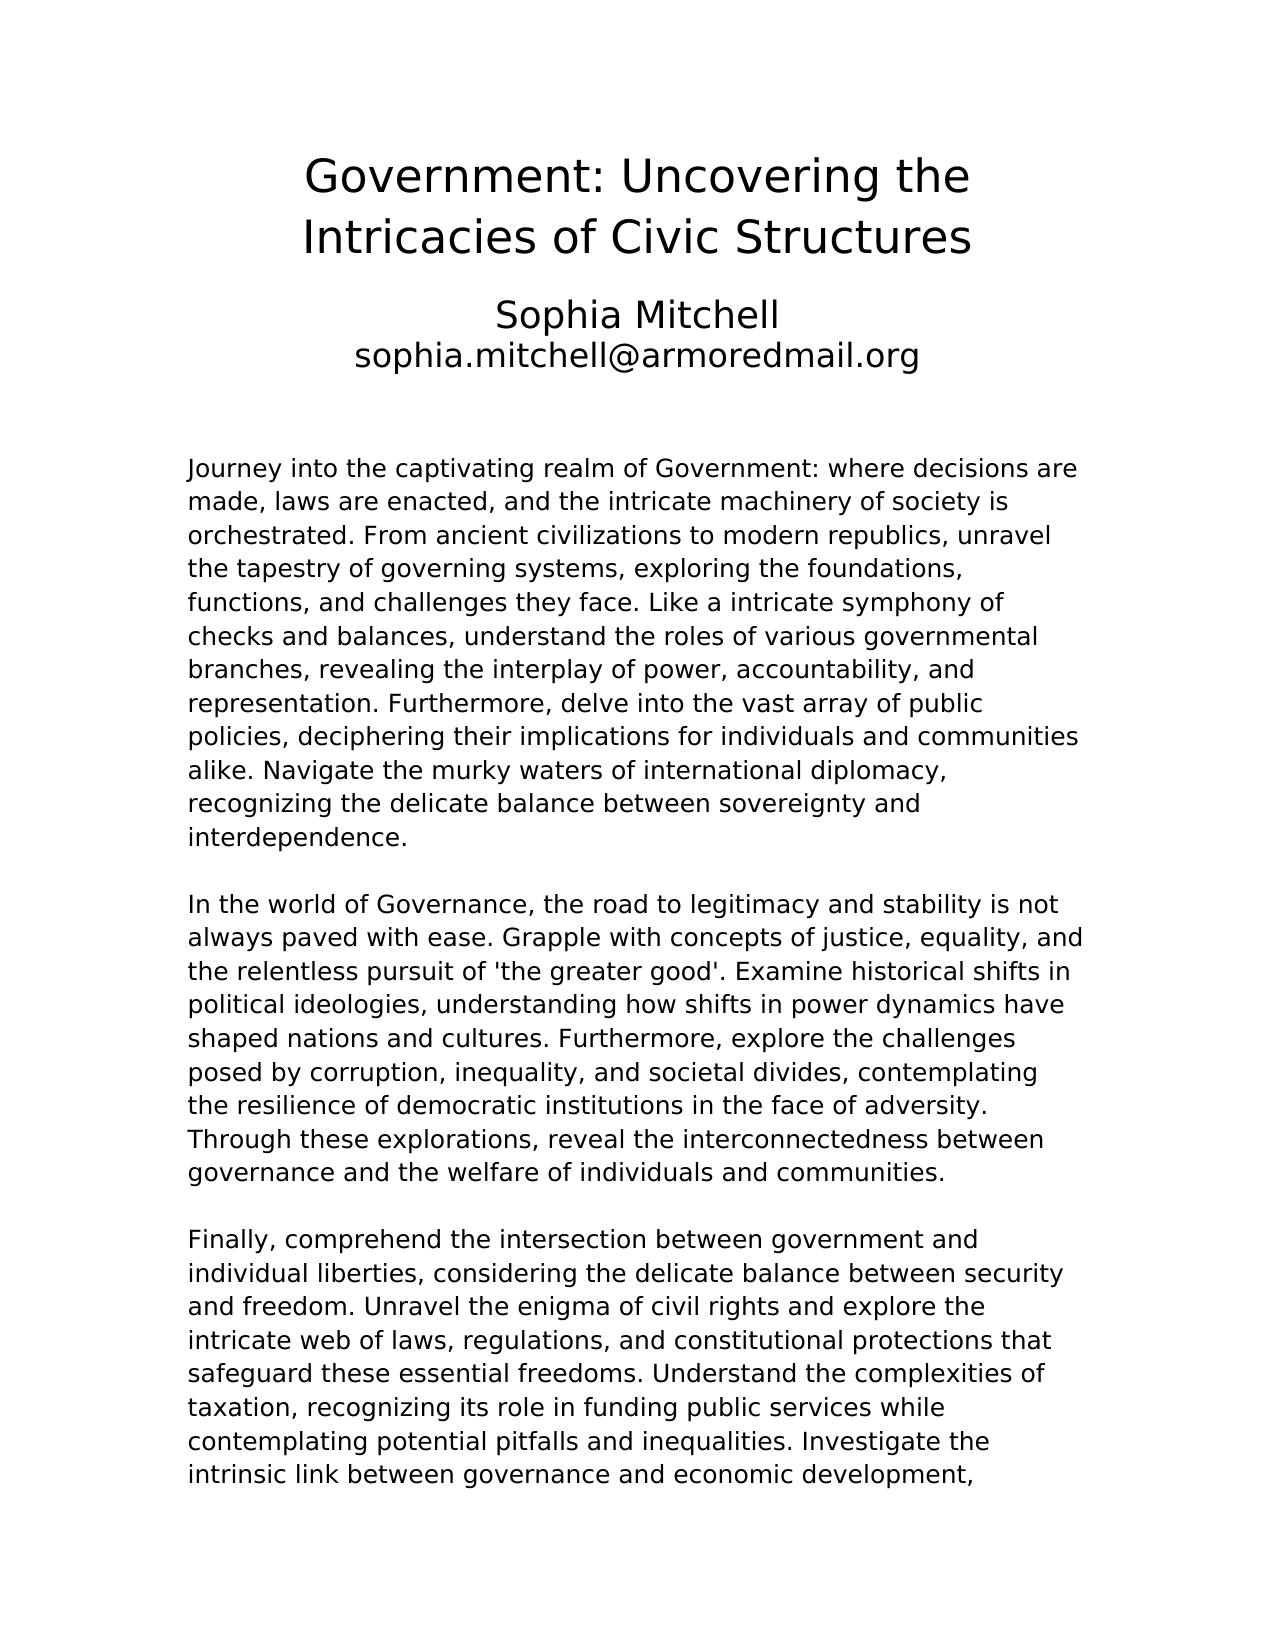 Government: Uncovering the
Intricacies of Civic Structures
Sophia Mitchell
sophia.mitchell@armoredmail.org
Journey into the captivating realm of Government: where decisions are
made, laws are enacted, and the intricate machinery of society is
orchestrated. From ancient civilizations to modern republics, unravel
the tapestry of governing systems, exploring the foundations,
functions, and challenges they face. Like a intricate symphony of
checks and balances, understand the roles of various governmental
branches, revealing the interplay of power, accountability, and
representation. Furthermore, delve into the vast array of public
policies, deciphering their implications for individuals and communities
alike. Navigate the murky waters of international diplomacy,
recognizing the delicate balance between sovereignty and
interdependence.
In the world of Governance, the road to legitimacy and stability is not
always paved with ease. Grapple with concepts of justice, equality, and
the relentless pursuit of 'the greater good'. Examine historical shifts in
political ideologies, understanding how shifts in power dynamics have
shaped nations and cultures. Furthermore, explore the challenges
posed by corruption, inequality, and societal divides, contemplating
the resilience of democratic institutions in the face of adversity.
Through these explorations, reveal the interconnectedness between
governance and the welfare of individuals and communities.
Finally, comprehend the intersection between government and
individual liberties, considering the delicate balance between security
and freedom. Unravel the enigma of civil rights and explore the
intricate web of laws, regulations, and constitutional protections that
safeguard these essential freedoms. Understand the complexities of
taxation, recognizing its role in funding public services while
contemplating potential pitfalls and inequalities. Investigate the
intrinsic link between governance and economic development,